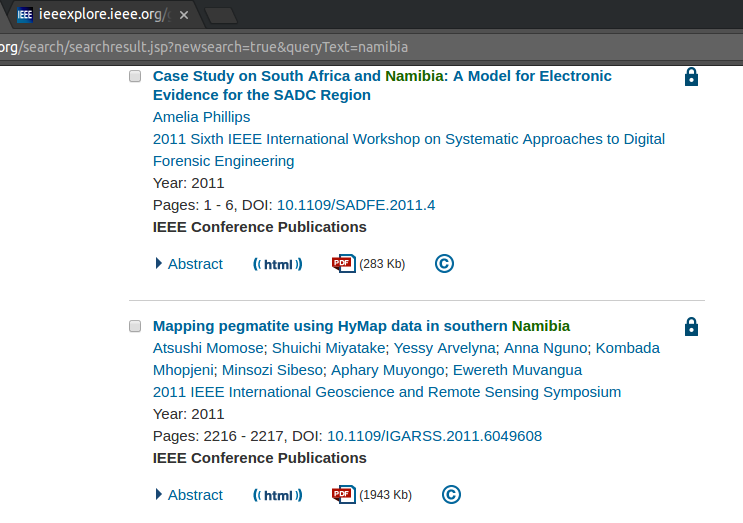 IEEE ieeexplore.ieee.org/
org/search/searchresult.jsp?newsearch=true&queryText=namibia
Case Study on South Africa and Namibia: A Model for Electronic
Evidence for the SADC Region
Amelia Phillips
2011 Sixth IEEE International Workshop on Systematic Approaches to Digital
Forensic Engineering
Year: 2011
Pages: 1 - 6, DOI: 10.1109/SADFE.2011.4
IEEE Conference Publications
Abstract ((html)) PDF (283 Kb) ©
Mapping pegmatite using HyMap data in southern Namibia
Atsushi Momose; Shuichi Miyatake; Yessy Arvelyna; Anna Nguno; Kombada
Mhopjeni; Minsozi Sibeso; Aphary Muyongo; Ewereth Muvangua
2011 IEEE International Geoscience and Remote Sensing Symposium
Year: 2011
Pages: 2216 - 2217, DOI: 10.1109/IGARSS.2011.6049608
IEEE Conference Publications
Abstract ((html)) PDF (1943 Kb) ©